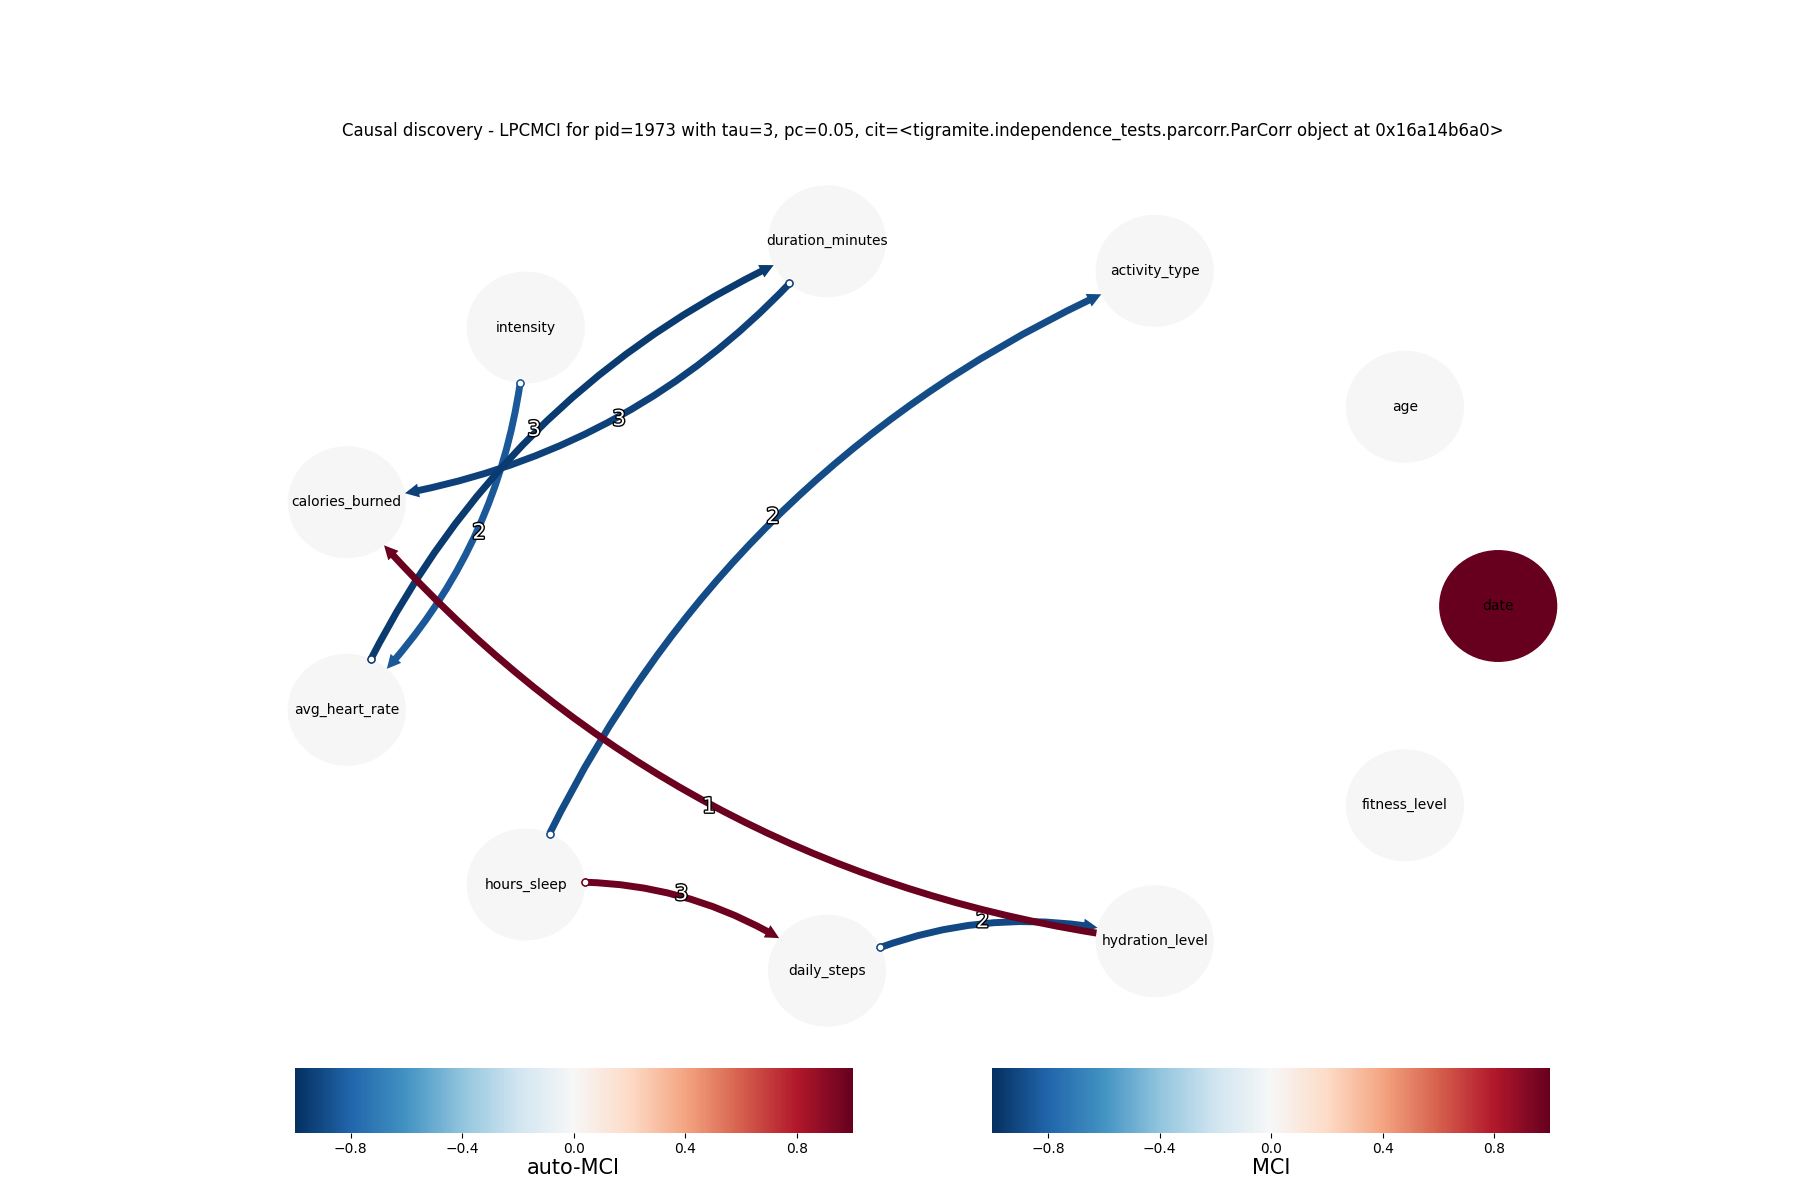 Causal discovery - LPCMCI for pid=1973 with tau=3, pc=0.05, cit=<tigramite.independence_tests.parcorr.ParCorr object at 0x16a14b6a0>
duration_minutes
activity_type
intensity
age
3
3
calories_burned
2
2
date
avg_heart_rate
1
fitness_level
hours_sleep
3
2
hydration_level
daily_steps
−0.8 −0.4 0.0 0.4 0.8
auto-MCI
−0.8 −0.4 0.0 0.4 0.8
MCI